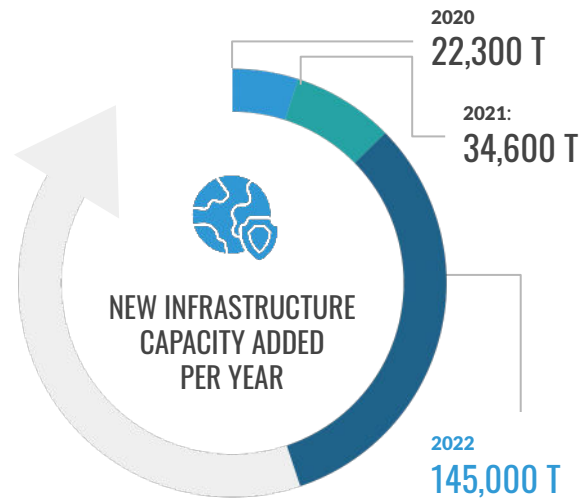 2020
22,300 T
2021:
34,600 T
NEW INFRASTRUCTURE
CAPACITY ADDED
PER YEAR
2022
145,000 T